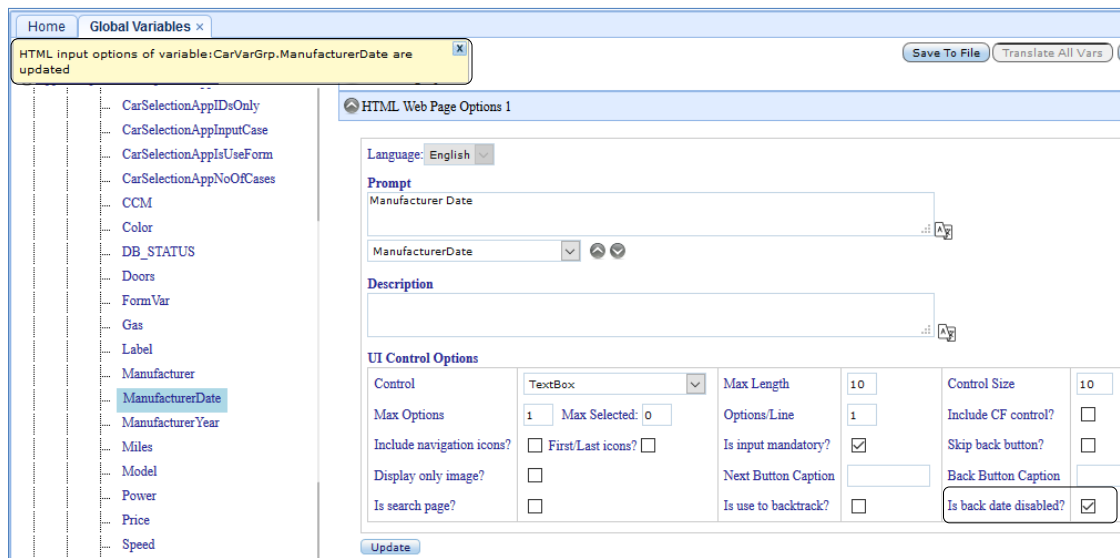 Home Global Variables ×
HTML input options of variable:CarVarGrp.ManufacturerDate are x
updated
Save To File Translate All Vars
CarSelectionAppIDsOnly
CarSelectionAppInputCase
CarSelectionAppIsUseForm
CarSelectionAppNoOfCases
CCM
Color
DB_STATUS
Doors
FormVar
Gas
Label
Manufacturer
ManufacturerDate
ManufacturerYear
Miles
Model
Power
Price
Speed
HTML Web Page Options 1
Language: English
Prompt
Manufacturer Date
ManufacturerDate
Description
UI Control Options
Control TextBox Max Length 10 Control Size 10
Max Options 1 Max Selected: 0 Options/Line 1 Include CF control?
Include navigation icons? First/Last icons? Is input mandatory? Skip back button?
Display only image? Next Button Caption Back Button Caption
Is search page? Is use to backtrack? Is back date disabled?
Update